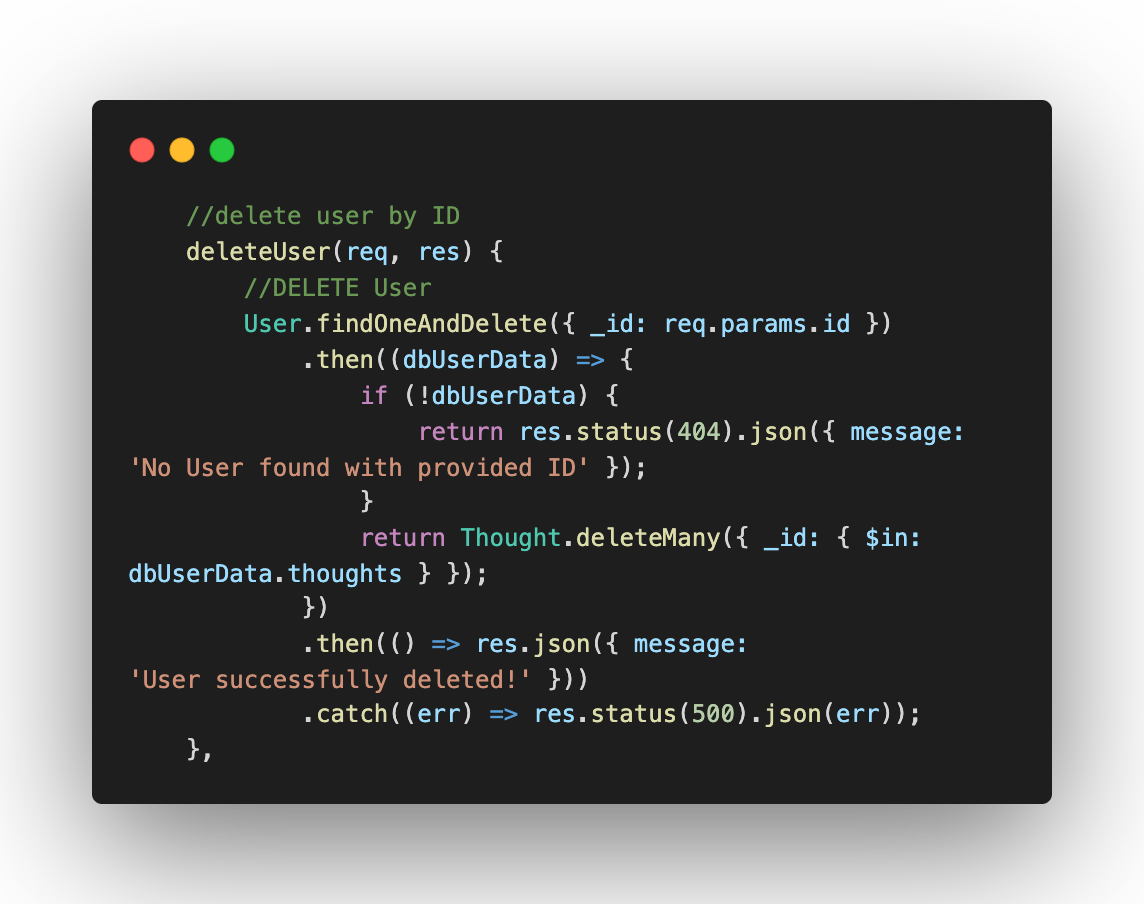 //delete user by ID
deleteUser(req, res) {
//DELETE User
User.findOneAndDelete({ _id: req.params.id })
.then((dbUserData) => {
if (!dbUserData) {
return res.status(404).json({ message:
'No User found with provided ID' });
}
return Thought.deleteMany({ _id: { $in:
dbUserData.thoughts } });
})
.then(() => res.json({ message:
'User successfully deleted!' }))
.catch((err) => res.status(500).json(err));
},